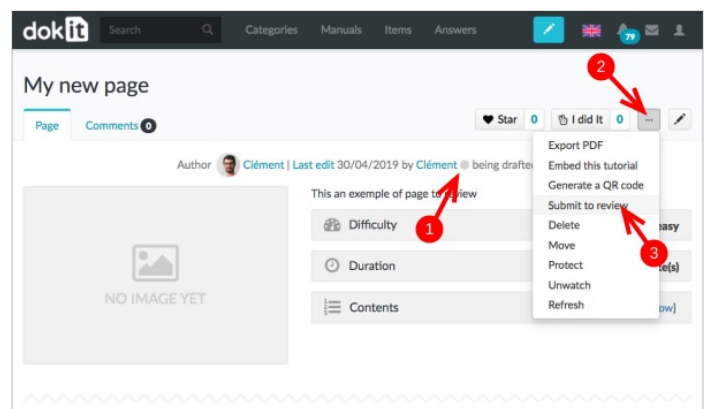 dokit Search Categories Manuals Items Answers 79
2
My new page
Page Comments 0 Star 0 I did It 0 ...
Export PDF
Author Clément | Last edit 30/04/2019 by Clément being drafte
Embed this tutorial
Generate a QR code
This an exemple of page to review
Submit to review
1
Difficulty easy
Delete
Move
3
Duration te(s)
Protect
Unwatch
NO IMAGE YET
Contents ow]
Refresh